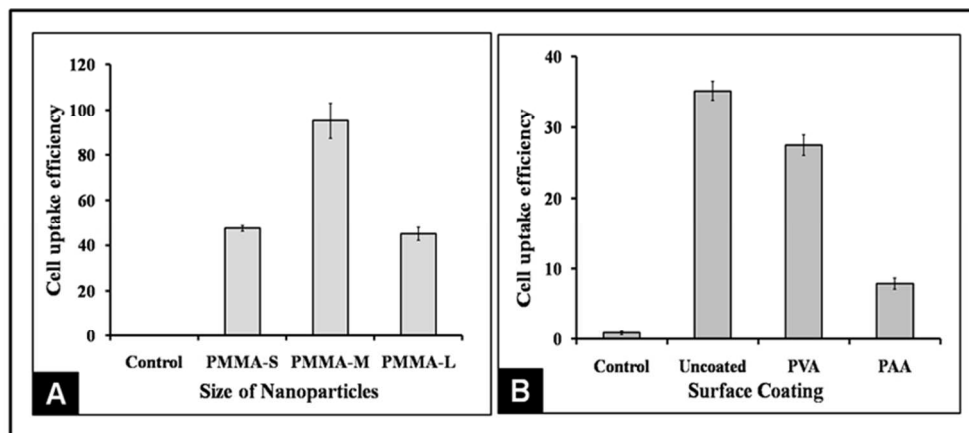 120
100
80
60
40
20
0
Cell uptake efficiency
Control PMMA-S PMMA-M PMMA-L
Size of Nanoparticles
A
40
30
20
10
0
Cell uptake efficiency
Control Uncoated PVA PAA
Surface Coating
B